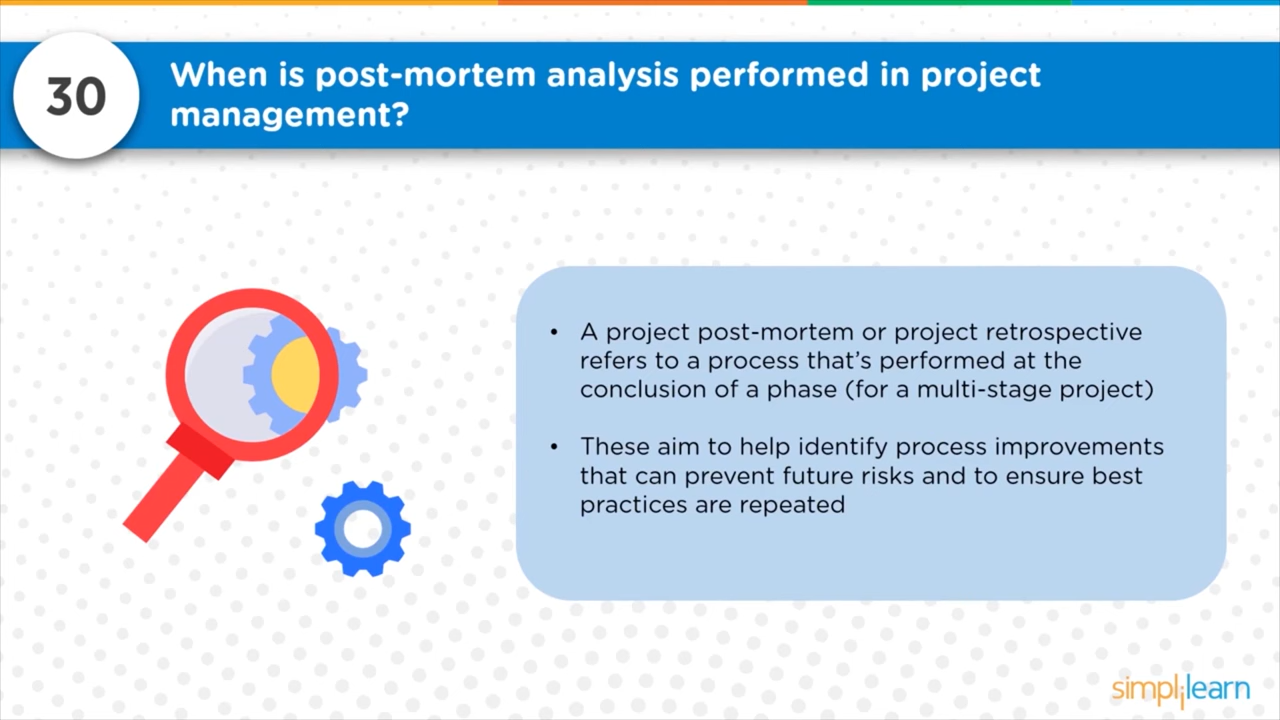 30
When is post-mortem analysis performed in project
management?
• A project post-mortem or project retrospective
refers to a process that’s performed at the
conclusion of a phase (for a multi-stage project)
• These aim to help identify process improvements
that can prevent future risks and to ensure best
practices are repeated
simplilearn